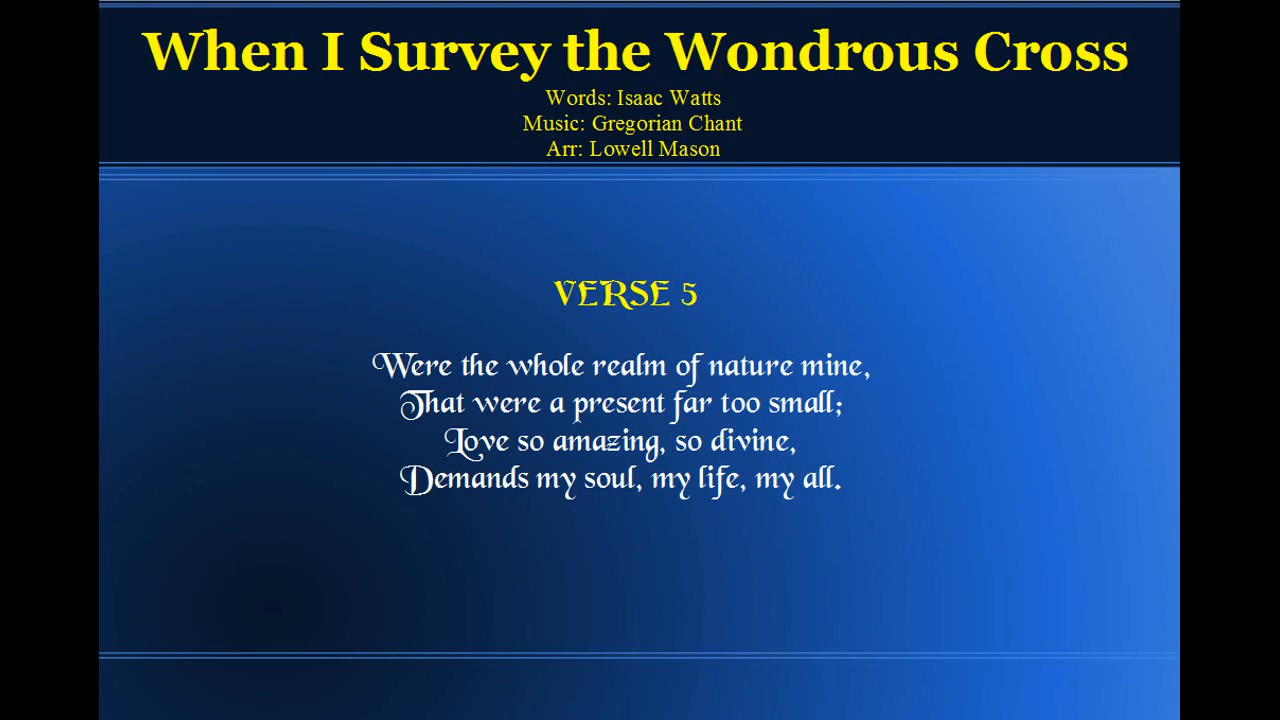 When I Survey the Wondrous Cross
Words: Isaac Watts
Music: Gregorian Chant
Arr: Lowell Mason
VERSE 5
Were the whole realm of nature mine,
That were a present far too small;
Love so amazing, so divine,
Demands my soul, my life, my all.